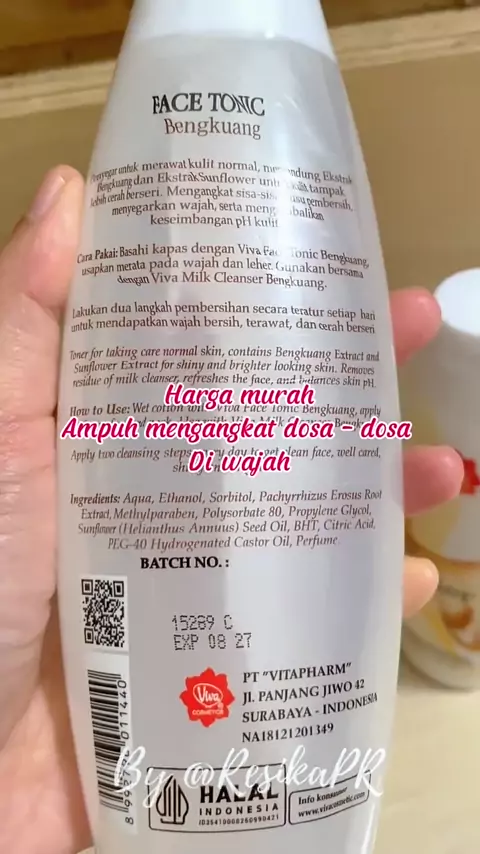 FACE TONIC
Bengkuang
Penyegar untuk merawat kulit normal, mengandung Ekstrak
Bengkuang dan Ekstrak Sunflower untuk kulit tampak
lebih cerah berseri. Mengangkat sisa-sisa susu pembersih,
menyegarkan wajah, serta mengembalikan
keseimbangan pH kulit
Cara Pakai: Basahi kapas dengan Viva Face Tonic Bengkuang,
usapkan merata pada wajah dan leher. Gunakan bersama
dengan Viva Milk Cleanser Bengkuang.
Lakukan dua langkah pembersihan secara teratur setiap hari
untuk mendapatkan wajah bersih, terawat, dan cerah berseri
Toner for taking care normal skin, contains Bengkuang Extract and
Sunflower Extract for shiny and brighter looking skin. Removes
residue of milk cleanser, refreshes the face, and balances skin pH.
Harga murah
How to Use: Wet cotton with Viva Face Tonic Bengkuang, apply
Ampuh mengangkat dosa - dosa
Apply two cleansing steps every day to get clean face, well carol,
Di wajah
Ingredients: Aqua, Ethanol, Sorbitol, Pachyrrhizus Erosus Root
Extract, Methylparaben, Polysorbate 80, Propylene Glycol,
Sunflower (Helianthus Annuus) Seed Oil, BHT, Citric Acid,
PEG-40 Hydrogenated Castor Oil, Perfume.
BATCH NO. :
15289 C
EXP 08 27
Viva
COSMETICS
PT "VITAPHARM"
JL. PANJANG JIWO 42
SURABAYA - INDONESIA
NA18121201349
By @ResikaPR
HALAL
INDONESIA
ID35410000260990421
Info konsumen
www.vivacosmetic.com